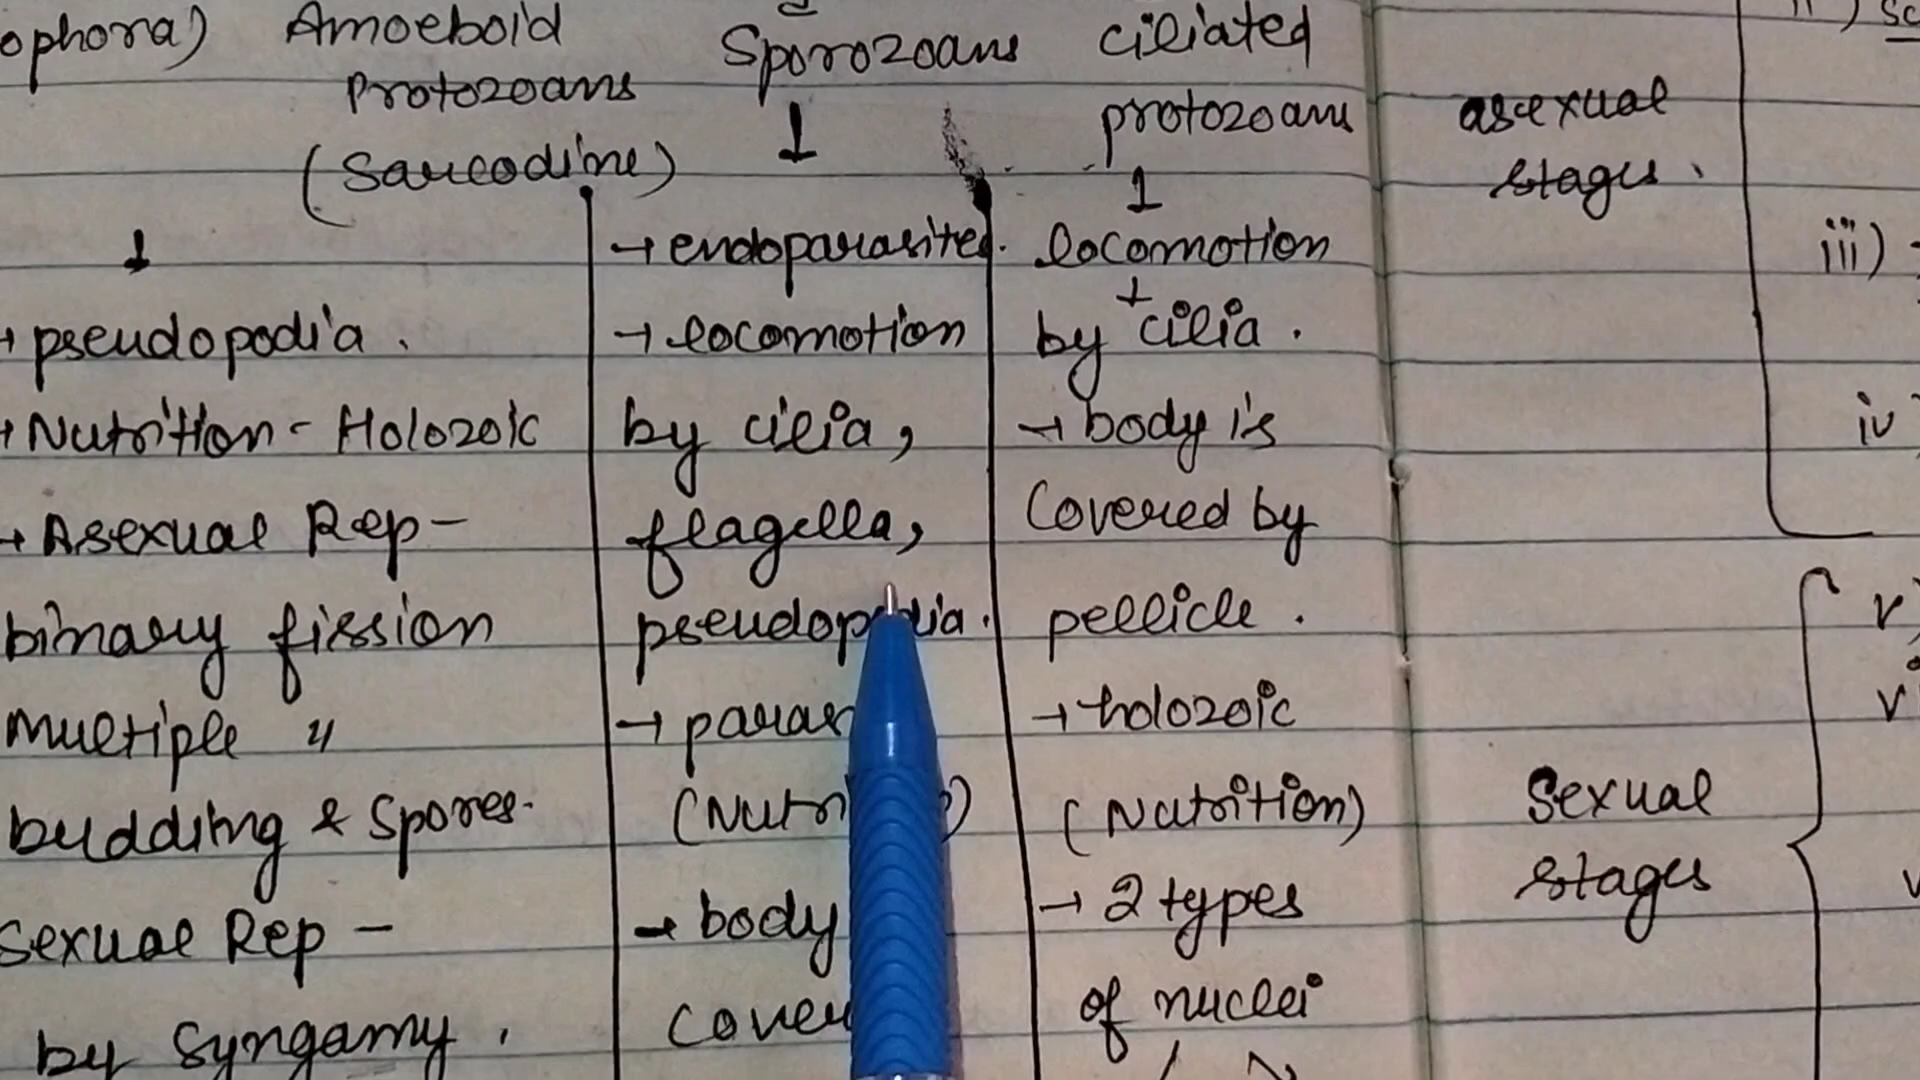 ophora) Amoeboid
Protozoans
(Sarcodine)
↓
→ pseudopodia.
→ Nutrition - Holozoic
→ Asexual Rep -
binary fission
multiple "
budding & spores.
Sexual Rep -
by Syngamy.
Sporozoans
↓
→ endoparasites.
→ locomotion
by cilia,
flagella,
pseudopodia.
→
→ body
ciliated
protozoans
↓
locomotion
by cilia.
→ body is
Covered by
pellicle.
→ holozoic
(Nutrition)
→ 2 types
of nuclei
asexual
stages.
Sexual
stages
iii)
iv)
v)